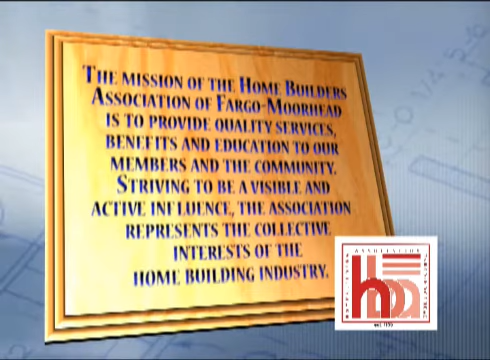 THE MISSION OF THE HOME BUILDERS
ASSOCIATION OF FARGO-MOORHEAD
IS TO PROVIDE QUALITY SERVICES,
BENEFITS AND EDUCATION TO OUR
MEMBERS AND THE COMMUNITY.
STRIVING TO BE A VISIBLE AND
ACTIVE INFLUENCE, THE ASSOCIATION
REPRESENTS THE COLLECTIVE
INTERESTS OF THE
HOME BUILDING INDUSTRY.
ASSOCIATION
hba